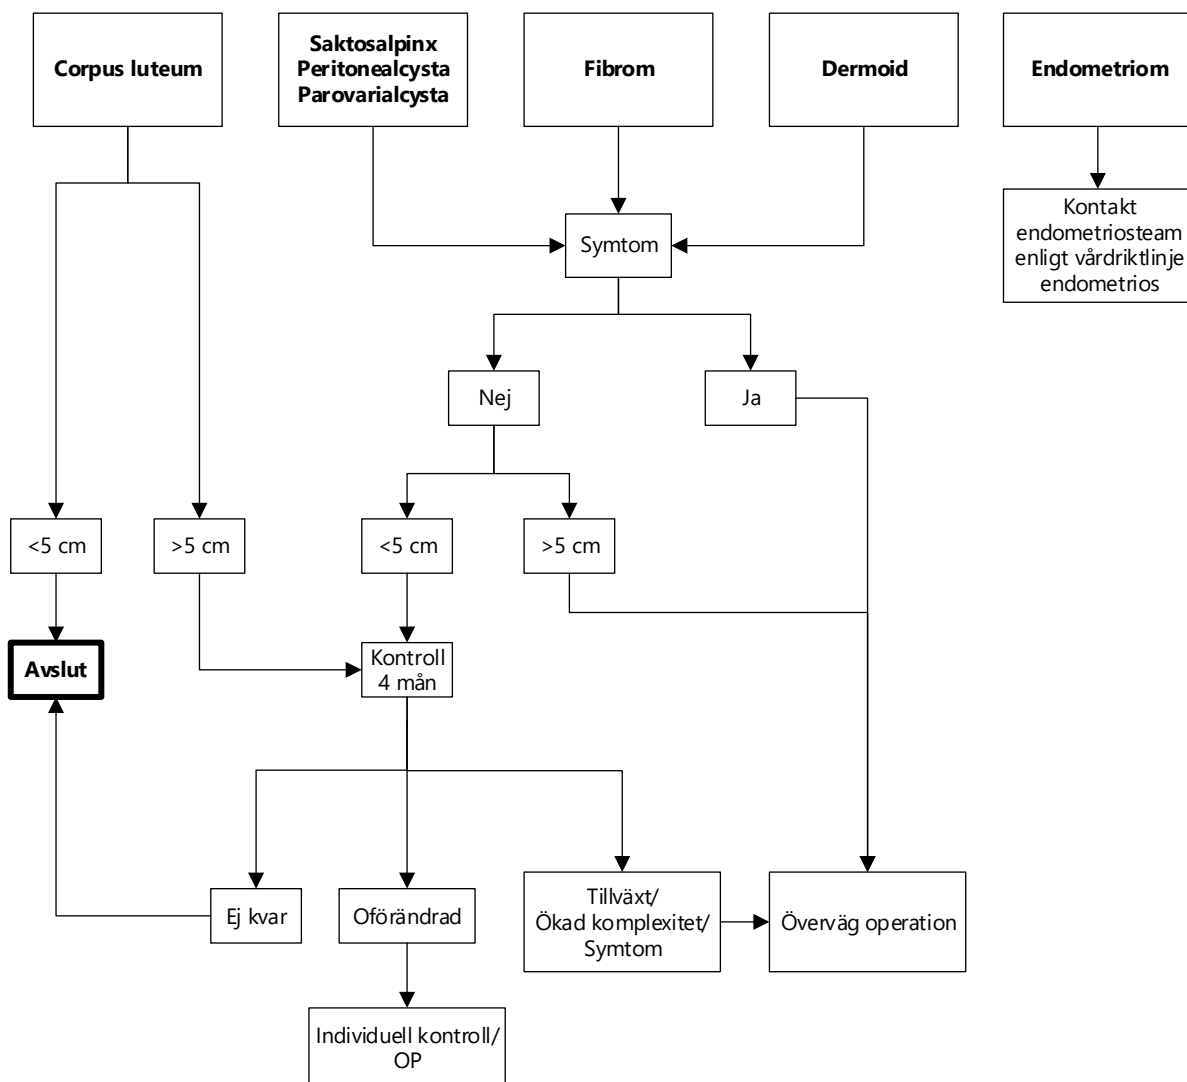 Corpus luteum
Saktosalpinx
Peritonealcysta
Parovarialcysta
Fibrom
Dermoid
Endometriom
Symtom
Kontakt
endometriosteam
enligt vårdriktlinje
endometrios
Nej
Ja
<5 cm
>5 cm
<5 cm
>5 cm
Avslut
Kontroll
4 mån
Ej kvar
Oförändrad
Tillväxt/
Ökad komplexitet/
Symtom
Överväg operation
Individuell kontroll/
OP